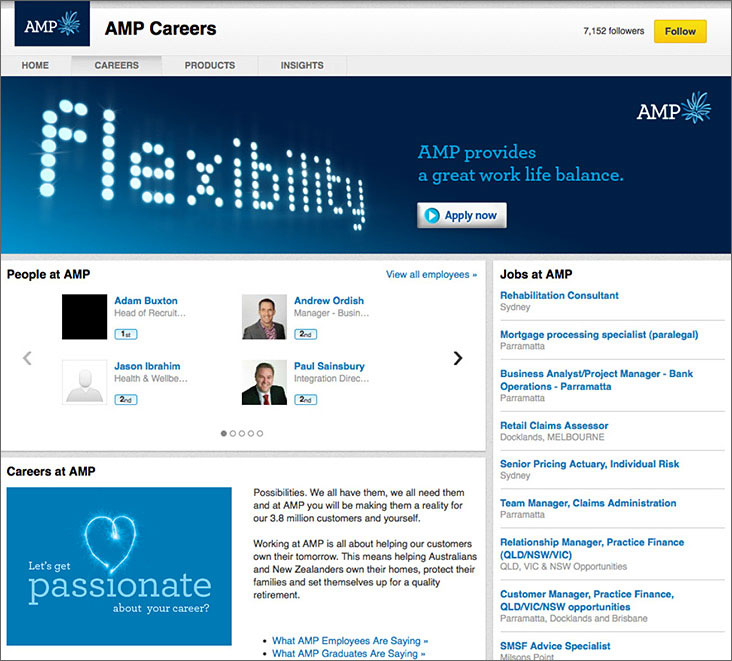 AMP
AMP Careers
7,152 followers
Follow
HOME
CAREERS
PRODUCTS
INSIGHTS
Flexibility
AMP
AMP provides
a great work life balance.
Apply now
People at AMP
View all employees »
Adam Buxton
Head of Recruit...
1st
Andrew Ordish
Manager - Busin...
2nd
Jason Ibrahim
Health & Wellbe...
2nd
Paul Sainsbury
Integration Direc...
2nd
Careers at AMP
Let's get
passionate
about your career?
Possibilities. We all have them, we all need them
and at AMP you will be making them a reality for
our 3.8 million customers and yourself.
Working at AMP is all about helping our customers
own their tomorrow. This means helping Australians
and New Zealanders own their homes, protect their
families and set themselves up for a quality
retirement.
• What AMP Employees Are Saying »
• What AMP Graduates Are Saying »
Jobs at AMP
Rehabilitation Consultant
Sydney
Mortgage processing specialist (paralegal)
Parramatta
Business Analyst/Project Manager - Bank
Operations - Parramatta
Parramatta
Retail Claims Assessor
Docklands, MELBOURNE
Senior Pricing Actuary, Individual Risk
Sydney
Team Manager, Claims Administration
Parramatta
Relationship Manager, Practice Finance
(QLD/NSW/VIC)
QLD, VIC & NSW Opportunities
Customer Manager, Practice Finance,
QLD/VIC/NSW opportunities
Parramatta, Docklands and Brisbane
SMSF Advice Specialist
Milsons Point